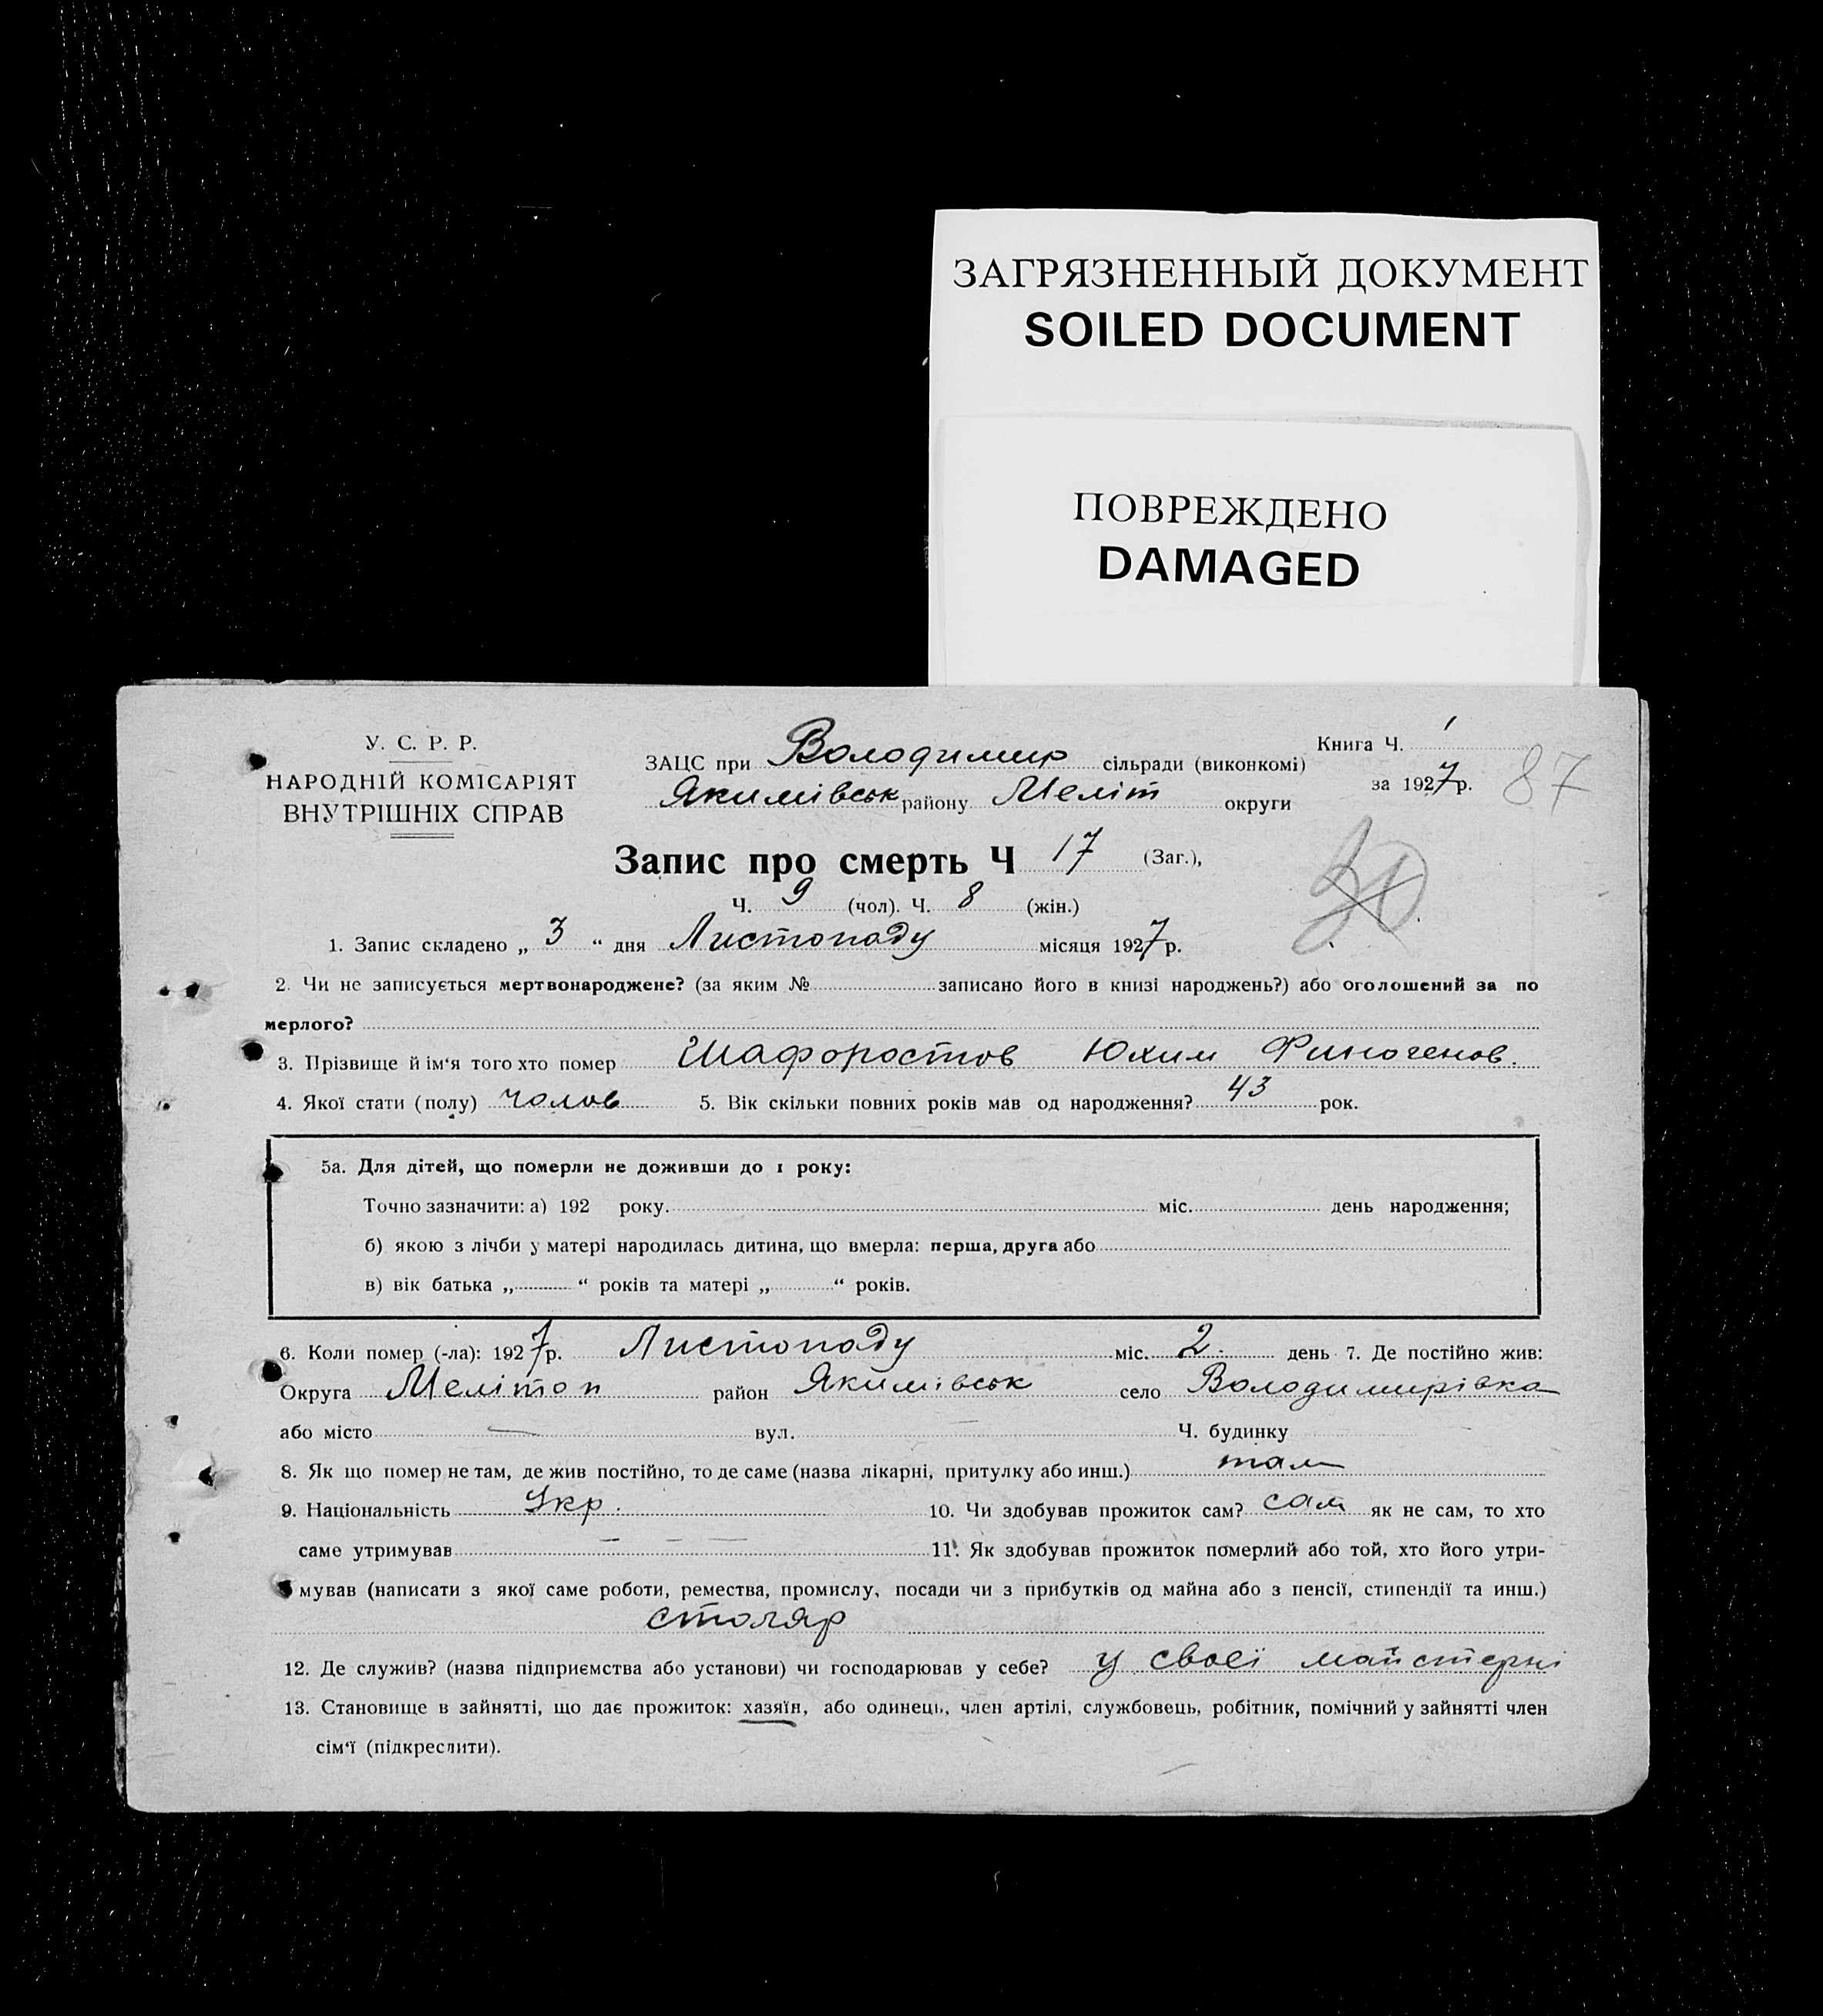 ЗАГРЯЗНЕННЫЙ ДОКУМЕНТ
SOILED DOCUMENT
ПОВРЕЖДЕНО
DAMAGED
У. С. Р. Р.
НАРОДНІЙ КОМІСАРІЯТ
ВНУТРІШНІХ СПРАВ
ЗАЦС при Володимир сільради (виконкомі)
Якимівськ району Меліт округи
Книга Ч. 1
за 1927 р.
87
Запис про смерть Ч 17 (Заг.),
Ч. 9 (чол). Ч. 8 (жін.)
1. Запис складено „ 3 “ дня Листопаду місяця 1927 р.
2. Чи не записується мертвонароджене? (за яким № записано його в книзі народжень?) або оголошений за по
мерлого?
3. Прізвище й ім‘я того хто помер Шафоростов Юхим Финогенов.
4. Якої стати (полу) чолов 5. Вік скільки повних років мав од народження? 43 рок.
5а. Для дітей, що померли не доживши до 1 року:
Точно зазначити: а) 192 року. міс. день народження;
б) якою з лічби у матері народилась дитина, що вмерла: перша, друга або
в) вік батька „ “ років та матері „ “ років.
6. Коли помер (-ла): 1927 р. Листопаду міс. 2. день 7. Де постійно жив:
Округа Мелітоп район Якимівськ село Володимирівка
або місто — вул. — Ч. будинку
8. Як що помер не там, де жив постійно, то де саме (назва лікарні, притулку або инш.) там
9. Національність Укр. 10. Чи здобував прожиток сам? сам як не сам, то хто
саме утримував — — — 11. Як здобував прожиток померлий або той, хто його утри-
мував (написати з якої саме роботи, ремества, промислу, посади чи з прибутків од майна або з пенсії, стипендії та инш.)
столяр
12. Де служив? (назва підприємства або установи) чи господарював у себе? у своєї майстерні
13. Становище в зайнятті, що дає прожиток: хазяїн, або одинець, член артілі, службовець, робітник, помічний у зайнятті член
сім‘ї (підкреслити).